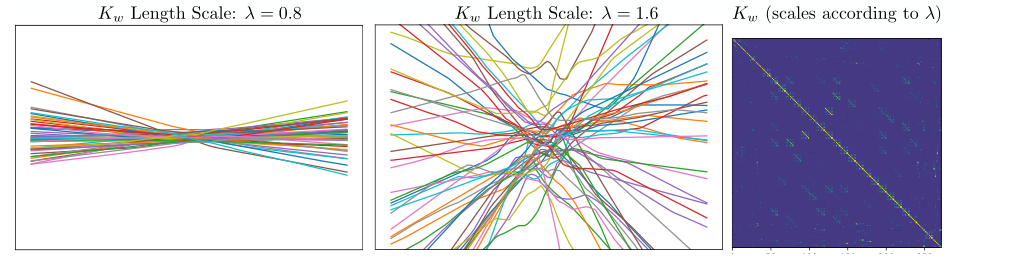 K_w Length Scale: λ = 0.8
K_w Length Scale: λ = 1.6
K_w (scales according to λ)